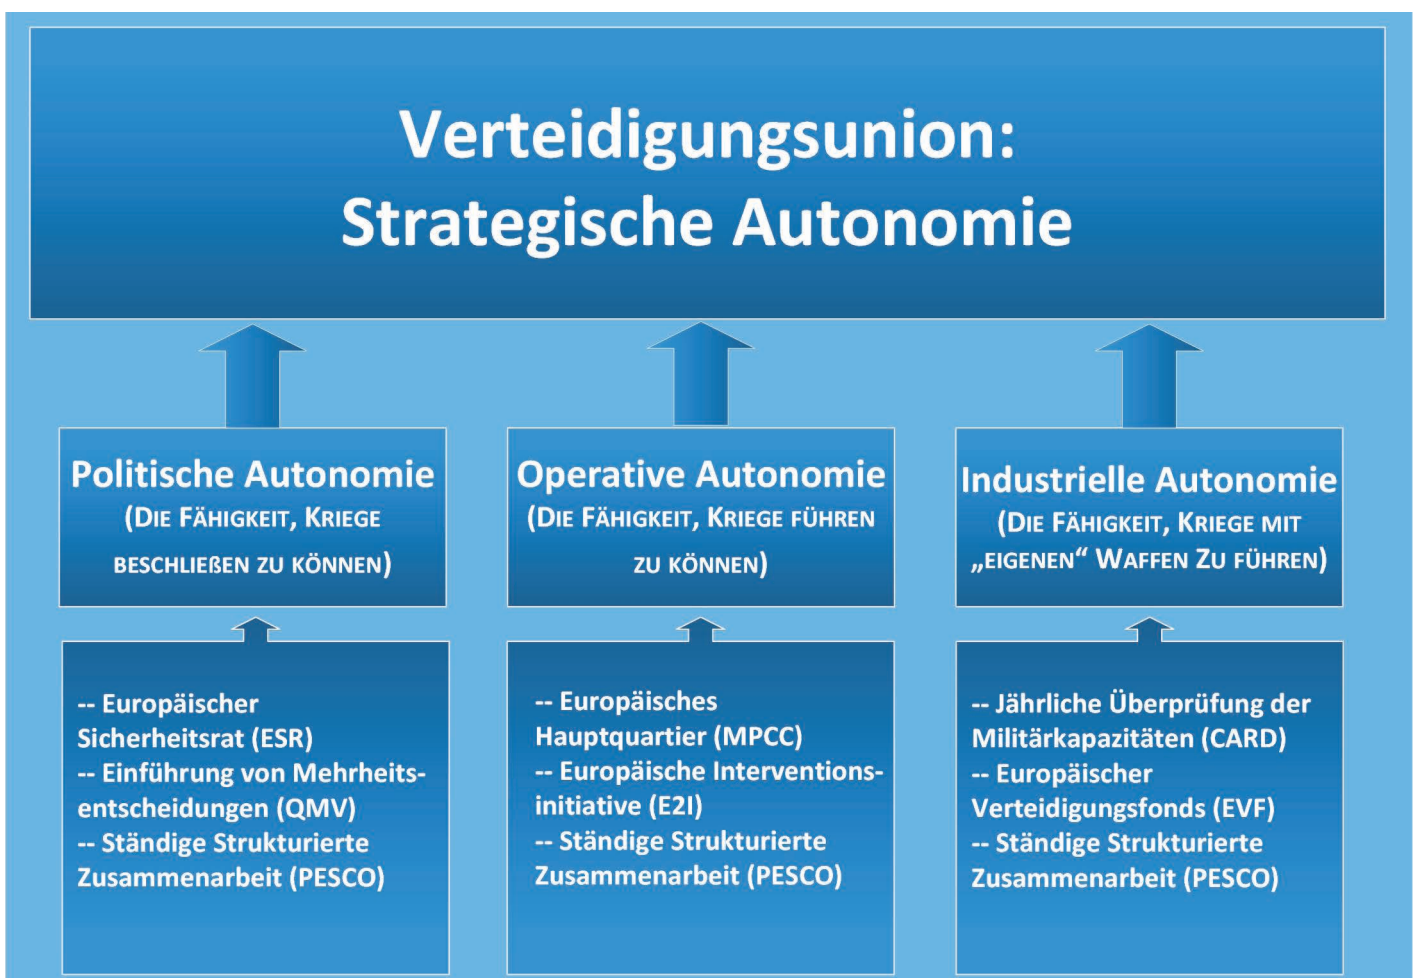 Verteidigungsunion:
Strategische Autonomie
Politische Autonomie
(DIE FÄHIGKEIT, KRIEGE
BESCHLIEßEN ZU KÖNNEN)
Operative Autonomie
(DIE FÄHIGKEIT, KRIEGE FÜHREN
ZU KÖNNEN)
Industrielle Autonomie
(DIE FÄHIGKEIT, KRIEGE MIT
„EIGENEN“ WAFFEN ZU FÜHREN)
-- Europäischer
Sicherheitsrat (ESR)
-- Einführung von Mehrheits-
entscheidungen (QMV)
-- Ständige Strukturierte
Zusammenarbeit (PESCO)
-- Europäisches
Hauptquartier (MPCC)
-- Europäische Interventions-
initiative (E2I)
-- Ständige Strukturierte
Zusammenarbeit (PESCO)
-- Jährliche Überprüfung der
Militärkapazitäten (CARD)
-- Europäischer
Verteidigungsfonds (EVF)
-- Ständige Strukturierte
Zusammenarbeit (PESCO)